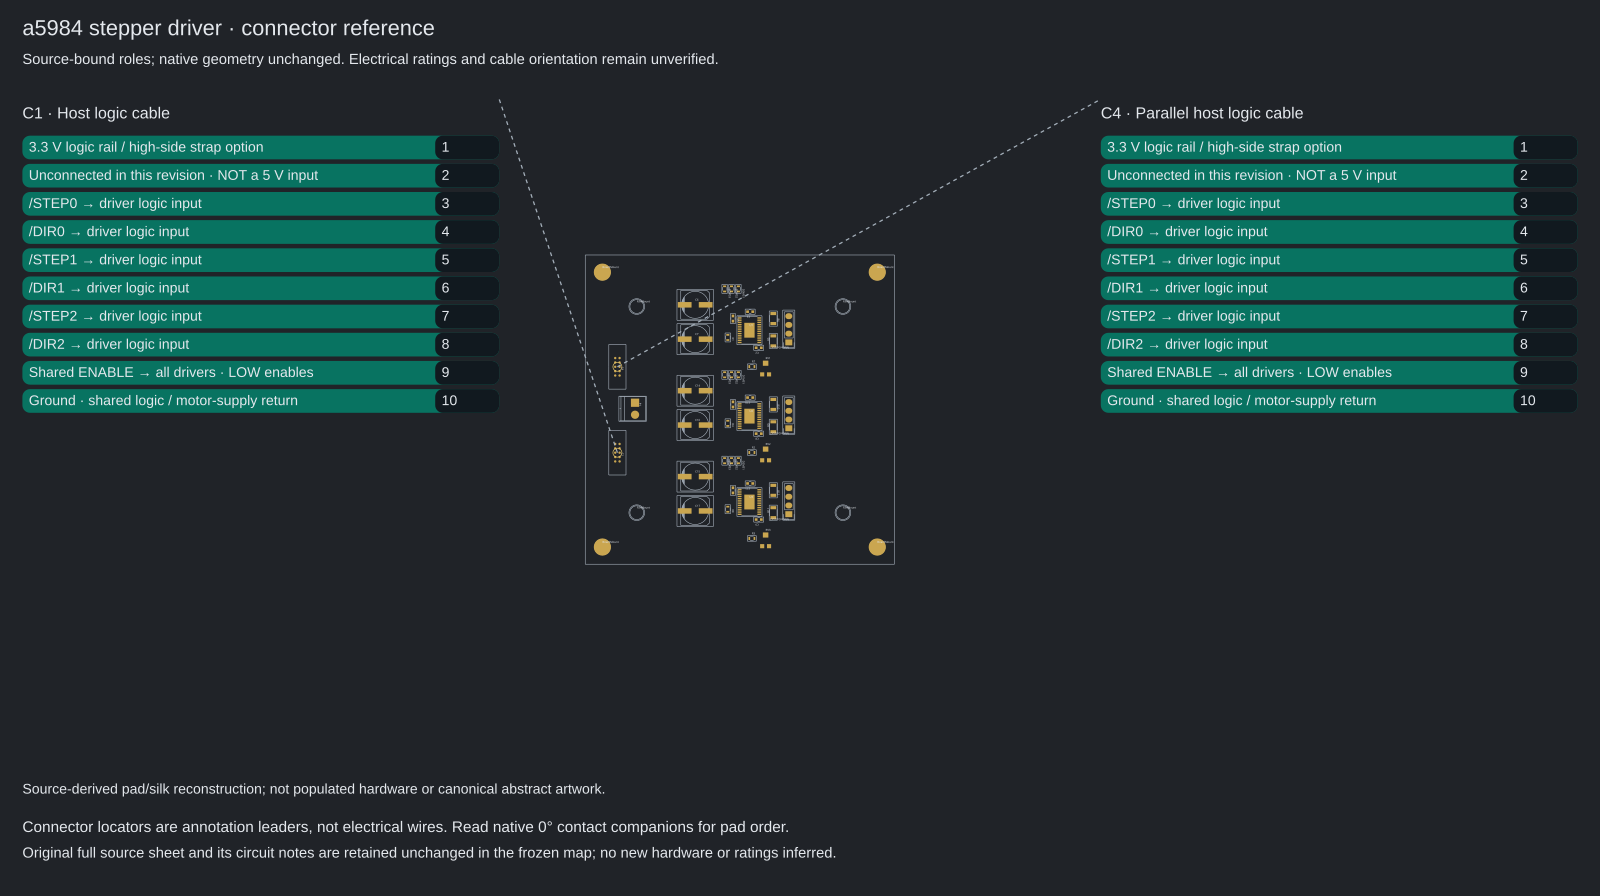 a5984 stepper driver · connector reference
Source-bound roles; native geometry unchanged. Electrical ratings and cable orientation remain unverified.
C1 · Host logic cable
3.3 V logic rail / high-side strap option 1
Unconnected in this revision · NOT a 5 V input 2
/STEP0 → driver logic input 3
/DIR0 → driver logic input 4
/STEP1 → driver logic input 5
/DIR1 → driver logic input 6
/STEP2 → driver logic input 7
/DIR2 → driver logic input 8
Shared ENABLE → all drivers · LOW enables 9
Ground · shared logic / motor-supply return 10
C4 · Parallel host logic cable
3.3 V logic rail / high-side strap option 1
Unconnected in this revision · NOT a 5 V input 2
/STEP0 → driver logic input 3
/DIR0 → driver logic input 4
/STEP1 → driver logic input 5
/DIR1 → driver logic input 6
/STEP2 → driver logic input 7
/DIR2 → driver logic input 8
Shared ENABLE → all drivers · LOW enables 9
Ground · shared logic / motor-supply return 10
Source-derived pad/silk reconstruction; not populated hardware or canonical abstract artwork.
Connector locators are annotation leaders, not electrical wires. Read native 0° contact companions for pad order.
Original full source sheet and its circuit notes are retained unchanged in the frozen map; no new hardware or ratings inferred.